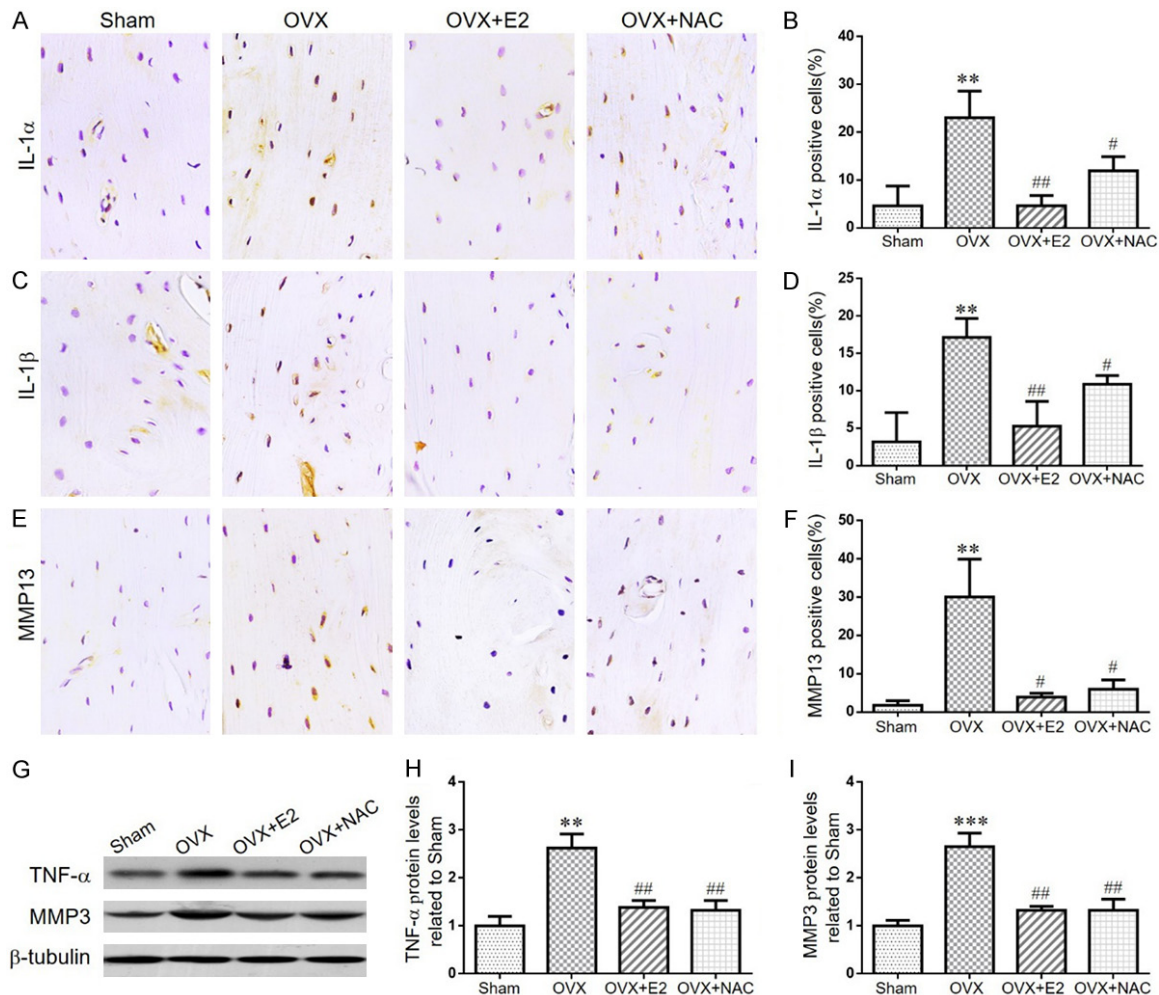 A Sham OVX OVX+E2 OVX+NAC
IL-1α
B
IL-1α positive cells(%)
40
30
20
10
0
**
##
#
Sham OVX OVX+E2 OVX+NAC
C
IL-1β
D
IL-1β positive cells(%)
25
20
15
10
5
0
**
##
#
Sham OVX OVX+E2 OVX+NAC
E
MMP13
F
MMP13 positive cells(%)
50
40
30
20
10
0
**
#
#
Sham OVX OVX+E2 OVX+NAC
G
Sham OVX OVX+E2 OVX+NAC
TNF-α
MMP3
β-tubulin
H
TNF-α protein levels
related to Sham
4
3
2
1
0
**
##
##
Sham OVX OVX+E2 OVX+NAC
I
MMP3 protein levels
related to Sham
4
3
2
1
0
***
##
##
Sham OVX OVX+E2 OVX+NAC